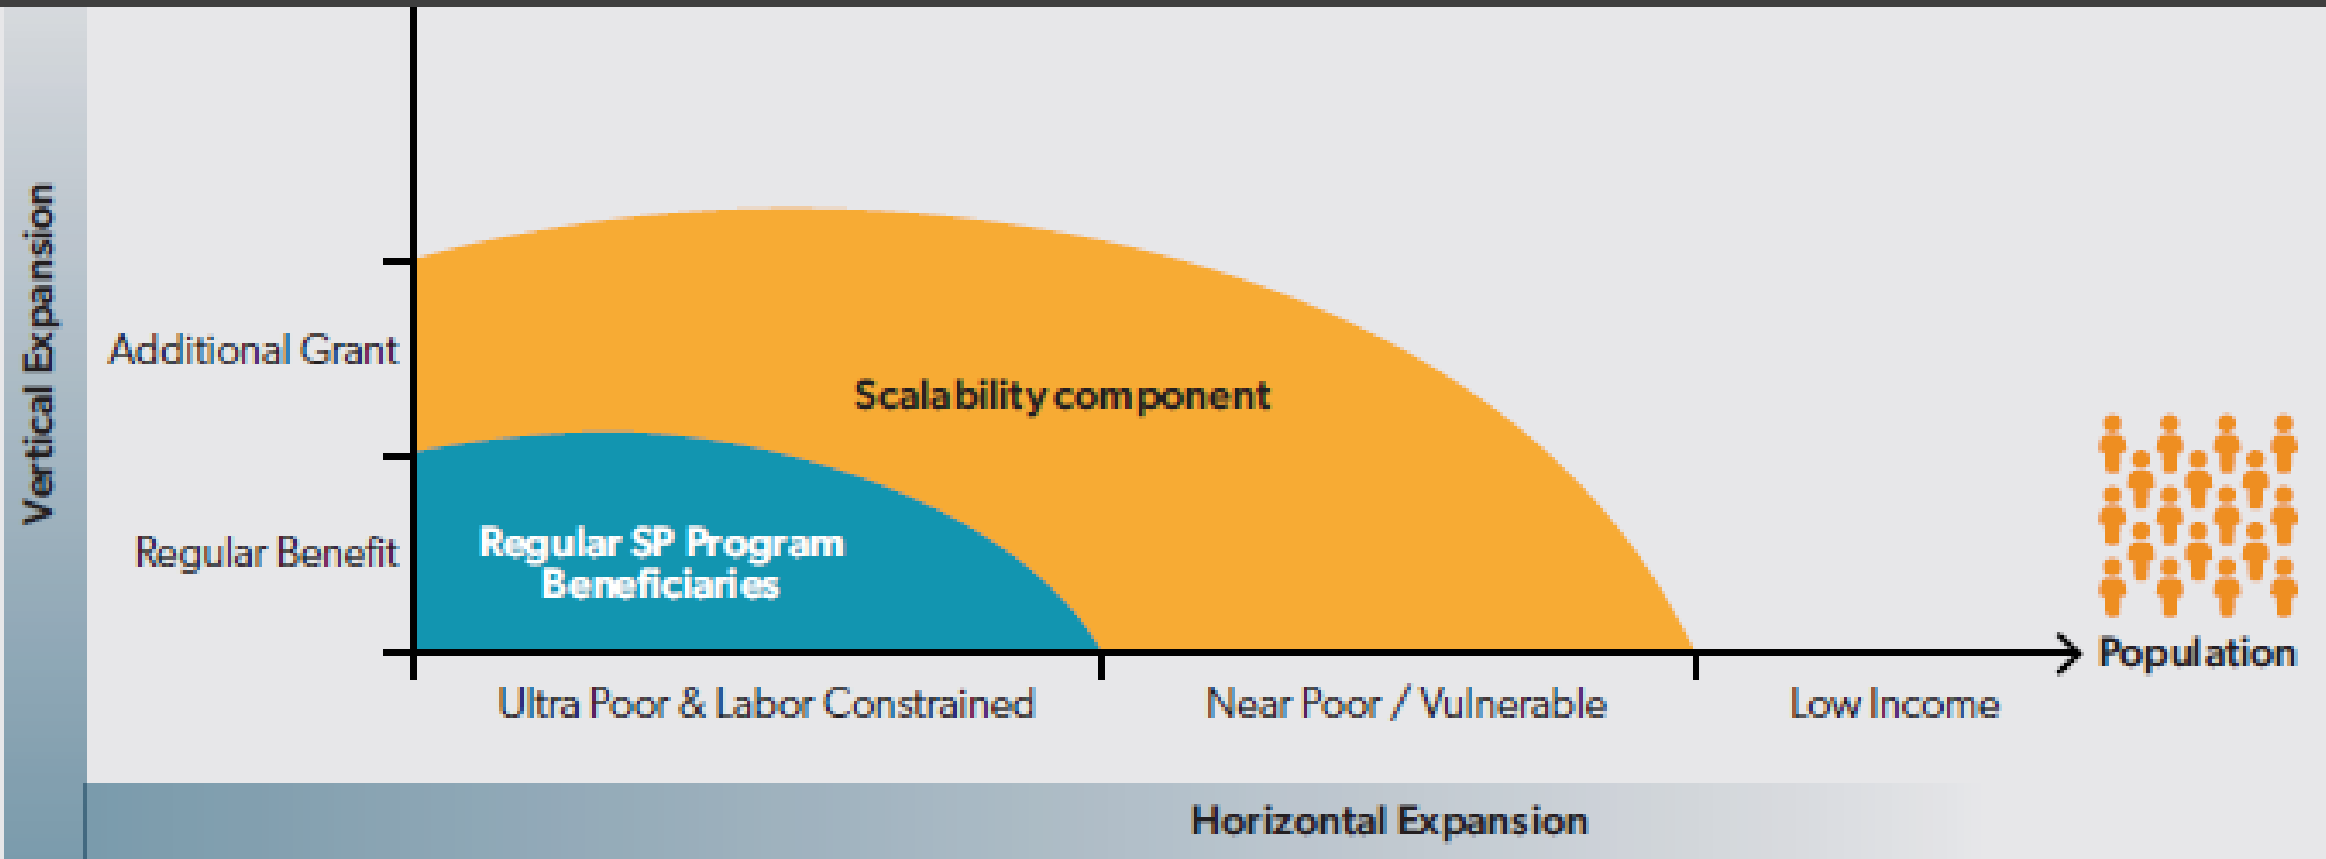 Vertical Expansion
Additional Grant
Scalability component
Regular Benefit
Regular SP Program
Beneficiaries
Population
Ultra Poor & Labor Constrained
Near Poor / Vulnerable
Low Income
Horizontal Expansion